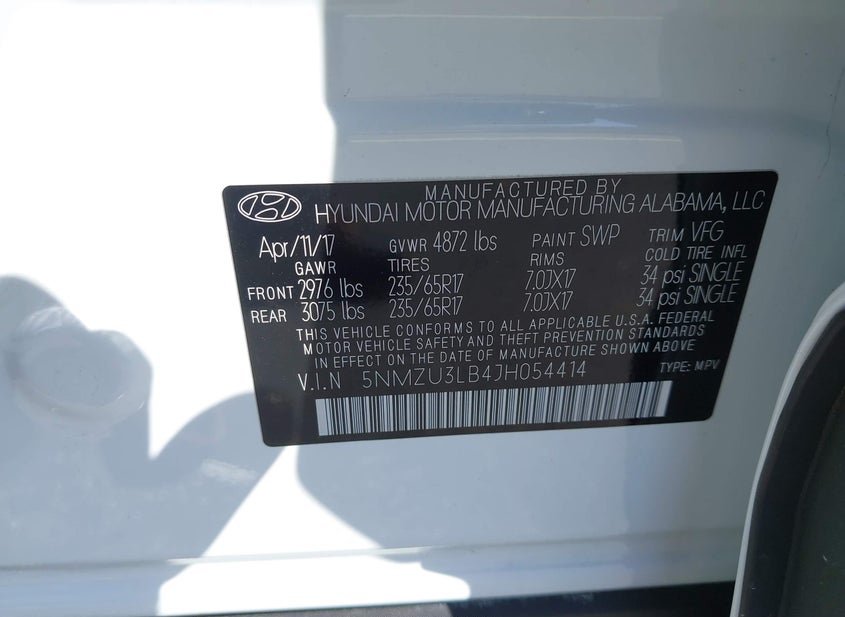 MANUFACTURED BY
HYUNDAI MOTOR MANUFACTURING ALABAMA, LLC
Apr/11/17 GVWR 4872 lbs PAINT SWP TRIM VFG
GAWR TIRES RIMS COLD TIRE INFL
FRONT 2976 lbs 235/65R17 7.0JX17 34 psi SINGLE
REAR 3075 lbs 235/65R17 7.0JX17 34 psi SINGLE
THIS VEHICLE CONFORMS TO ALL APPLICABLE U.S.A. FEDERAL
MOTOR VEHICLE SAFETY AND THEFT PREVENTION STANDARDS
IN EFFECT ON THE DATE OF MANUFACTURE SHOWN ABOVE
V.I.N 5NMZU3LB4JH054414 TYPE: MPV